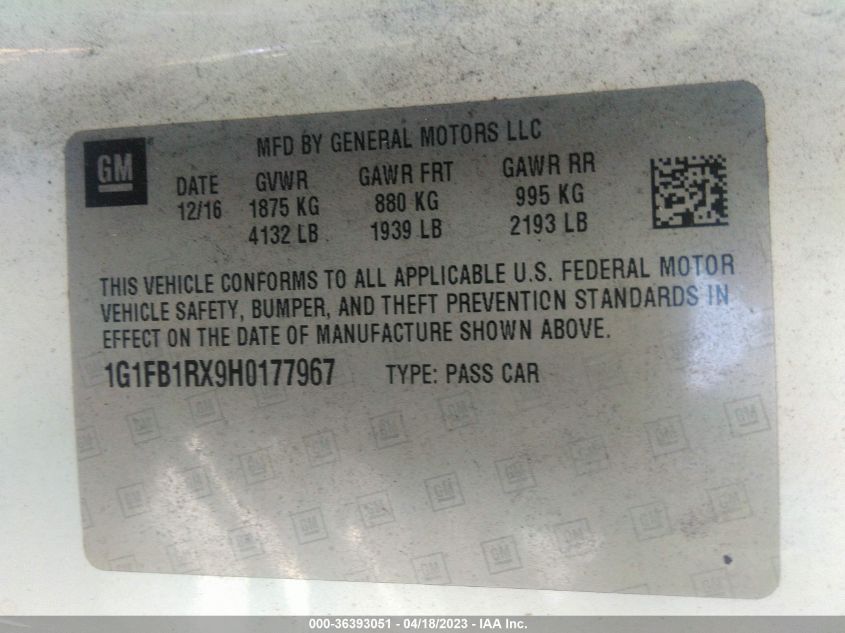 GM
MFD BY GENERAL MOTORS LLC
DATE GVWR GAWR FRT GAWR RR
12/16 1875 KG 880 KG 995 KG
4132 LB 1939 LB 2193 LB
THIS VEHICLE CONFORMS TO ALL APPLICABLE U.S. FEDERAL MOTOR
VEHICLE SAFETY, BUMPER, AND THEFT PREVENTION STANDARDS IN
EFFECT ON THE DATE OF MANUFACTURE SHOWN ABOVE.
1G1FB1RX9H0177967 TYPE: PASS CAR
000-36393051 - 04/18/2023 - IAA Inc.